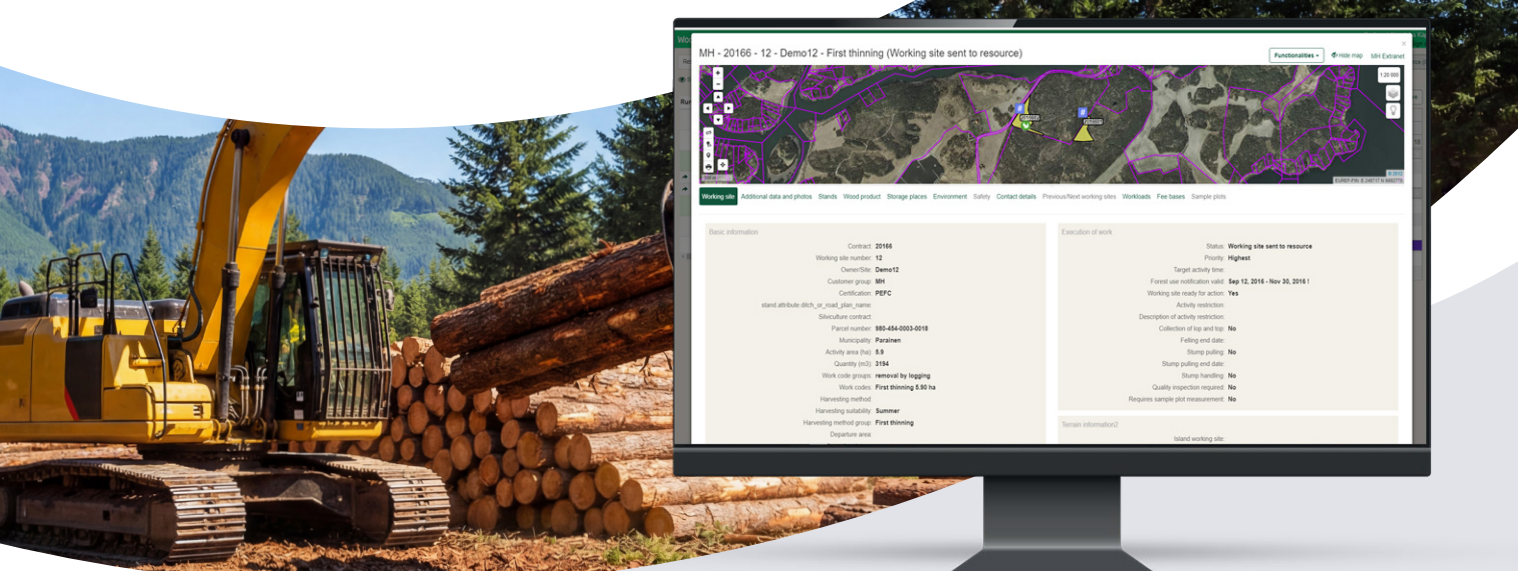 MH - 20166 - 12 - Demo12 - First thinning (Working site sent to resource)
Functionalities
Hide map
MH Extranet
1:20 000
Working site Additional data and photos Stands Wood product Storage places Environment Safety Contact details Previous/Next working sites Workloads Fee bases Sample plots
Basic information
Contract: 20166
Working site number: 12
Owner/Site: Demo12
Customer group: MH
Certification: PEFC
stand.attribute.ditch_or_road_plan_name:
Silviculture contract:
Parcel number: 980-454-0003-0018
Municipality: Parainen
Activity area (ha): 5.9
Quantity (m3): 3194
Work code groups: removal by logging
Work codes: First thinning 5.90 ha
Harvesting method:
Harvesting suitability: Summer
Harvesting method group: First thinning
Departure area:
Execution of work
Status: Working site sent to resource
Priority: Highest
Target activity time:
Forest use notification valid: Sep 12, 2016 - Nov 30, 2016 !
Working site ready for action: Yes
Activity restriction:
Description of activity restriction:
Collection of lop and top: No
Felling end date:
Stump pulling: No
Stump pulling end date:
Stump handling: No
Quality inspection required: No
Requires sample plot measurement: No
Terrain information2
Island working site: